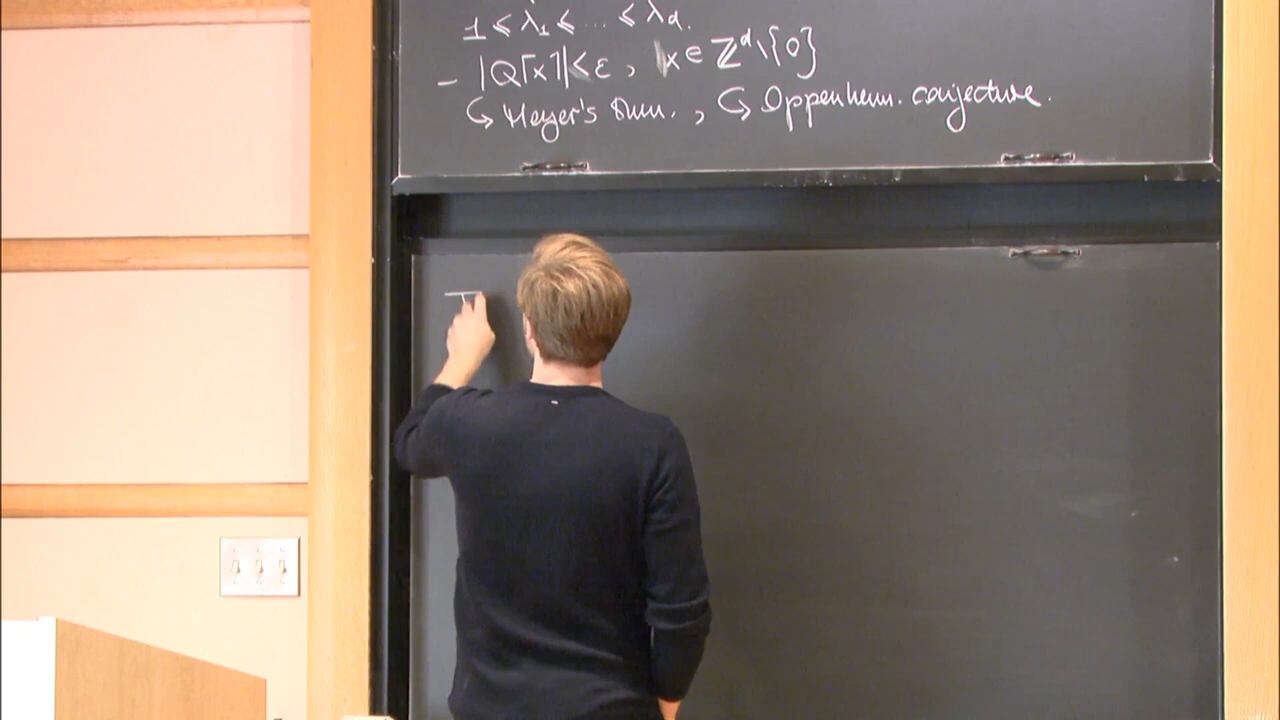 1 ≤ λ₁ ≤ ... ≤ λ_d.
- |Q[x]| < ε, x ∈ ℤ^d \ {0}
↪ Meyer's Thm. , ↪ Oppenheim. conjecture.
T